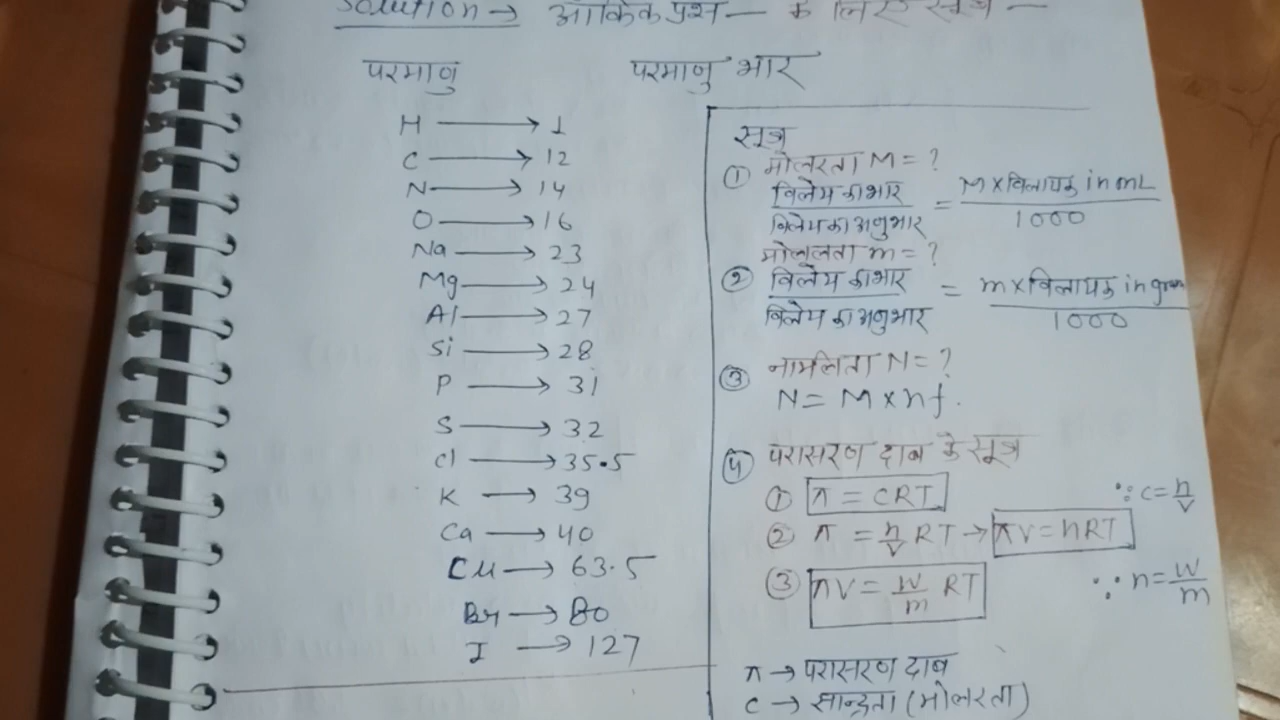 Solution → आंकिक प्रश्न — के लिए सूत्र —
परमाणु परमाणु भार
H → 1
C → 12
N → 14
O → 16
Na → 23
Mg → 24
Al → 27
Si → 28
P → 31
S → 32
Cl → 35.5
K → 39
Ca → 40
Cu → 63.5
Br → 80
I → 127
सूत्र
① मोलरता M = ?
विलेय का भार / विलेय का अणुभार = M × विलायक in mL / 1000
मोललता m = ?
② विलेय का भार / विलेय का अणुभार = m × विलायक in gram / 1000
③ नार्मलता N = ?
N = M × nf.
④ परासरण दाब के सूत्र
① π = CRT ∵ C = n/V
② π = n/V RT → πV = nRT
③ πV = W/m RT ∵ n = W/m
π → परासरण दाब
C → सान्द्रता (मोलरता)